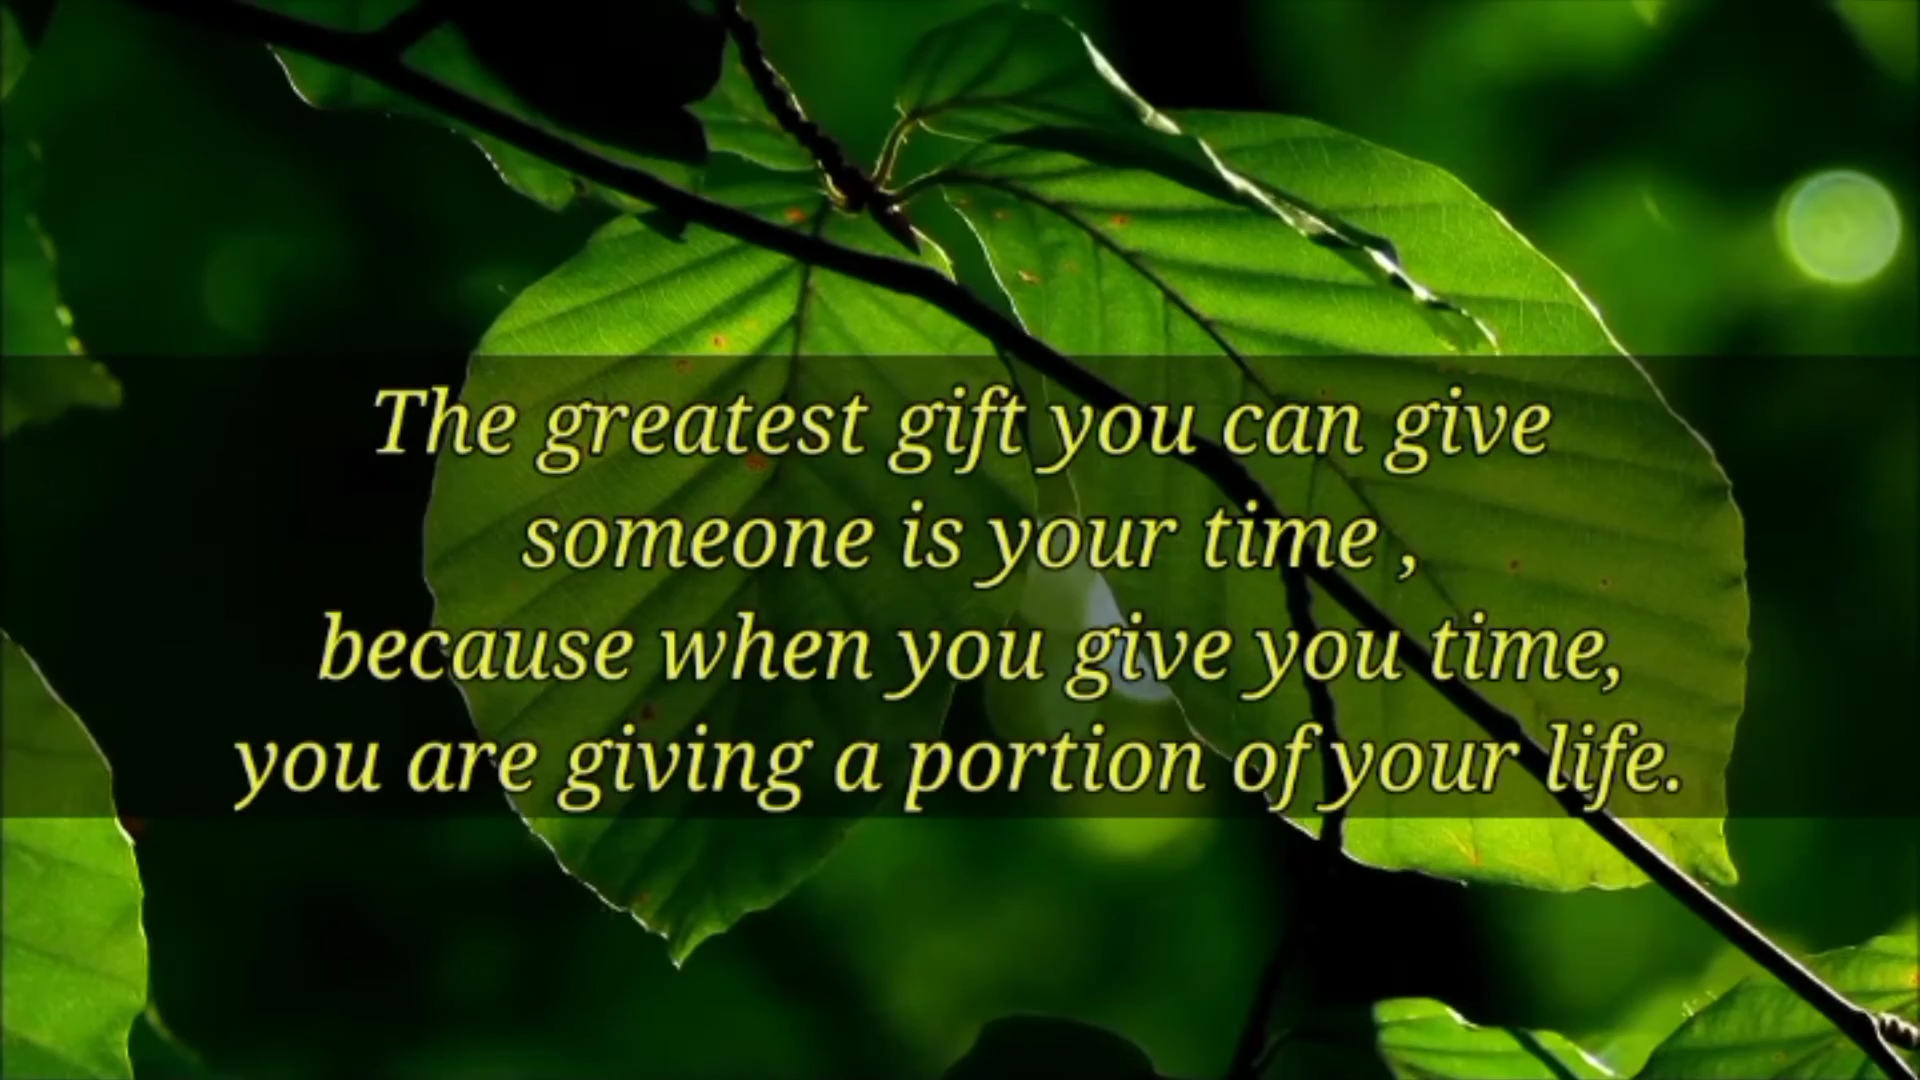 The greatest gift you can give
someone is your time ,
because when you give you time,
you are giving a portion of your life.